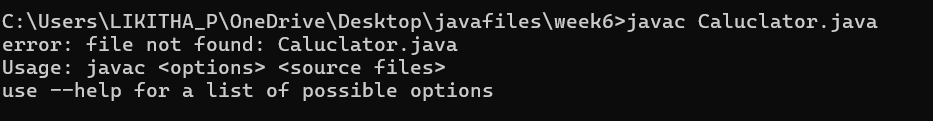 C:\Users\LIKITHA_P\OneDrive\Desktop\javafiles\week6>javac Caluclator.java
error: file not found: Caluclator.java
Usage: javac <options> <source files>
use --help for a list of possible options